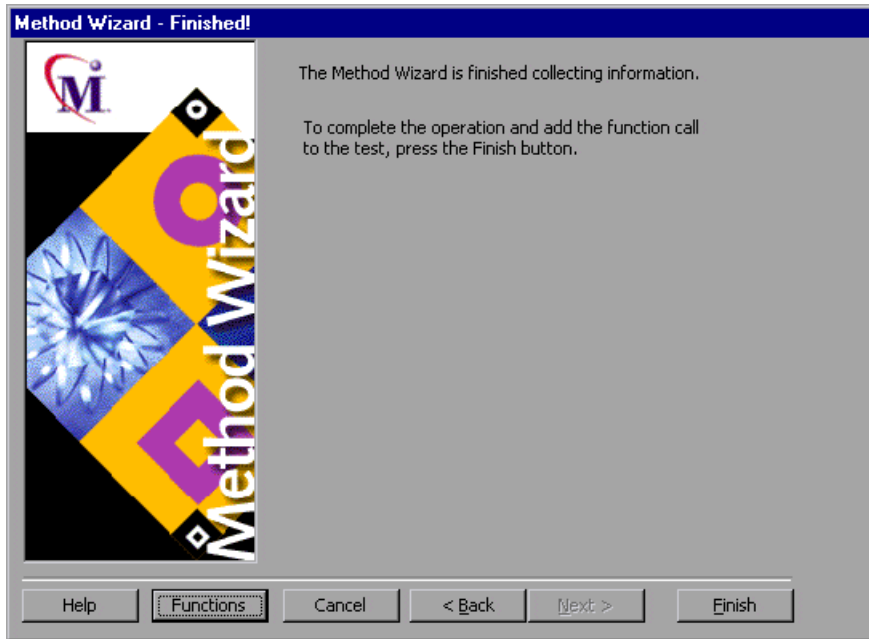 Method Wizard - Finished!
M
Method Wizard
The Method Wizard is finished collecting information.
To complete the operation and add the function call
to the test, press the Finish button.
Help
Functions
Cancel
< Back
Next >
Finish